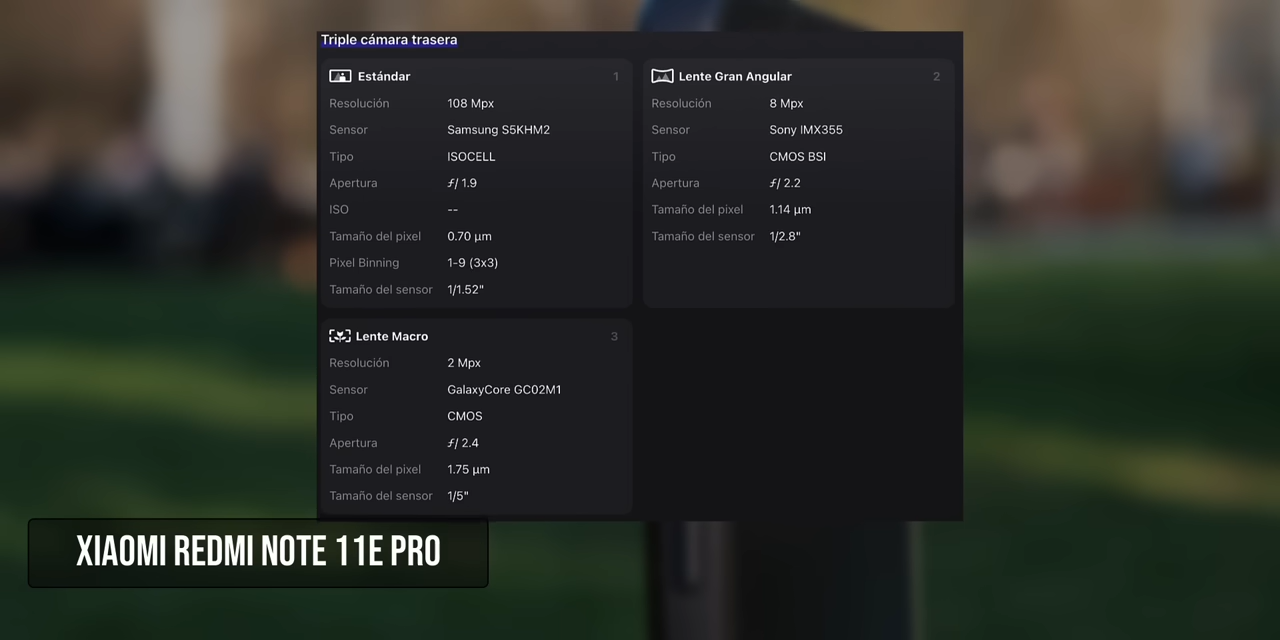 Triple cámara trasera
Estándar 1
Resolución 108 Mpx
Sensor Samsung S5KHM2
Tipo ISOCELL
Apertura ƒ/ 1.9
ISO --
Tamaño del pixel 0.70 µm
Pixel Binning 1-9 (3x3)
Tamaño del sensor 1/1.52"
Lente Gran Angular 2
Resolución 8 Mpx
Sensor Sony IMX355
Tipo CMOS BSI
Apertura ƒ/ 2.2
Tamaño del pixel 1.14 µm
Tamaño del sensor 1/2.8"
Lente Macro 3
Resolución 2 Mpx
Sensor GalaxyCore GC02M1
Tipo CMOS
Apertura ƒ/ 2.4
Tamaño del pixel 1.75 µm
Tamaño del sensor 1/5"
XIAOMI REDMI NOTE 11E PRO